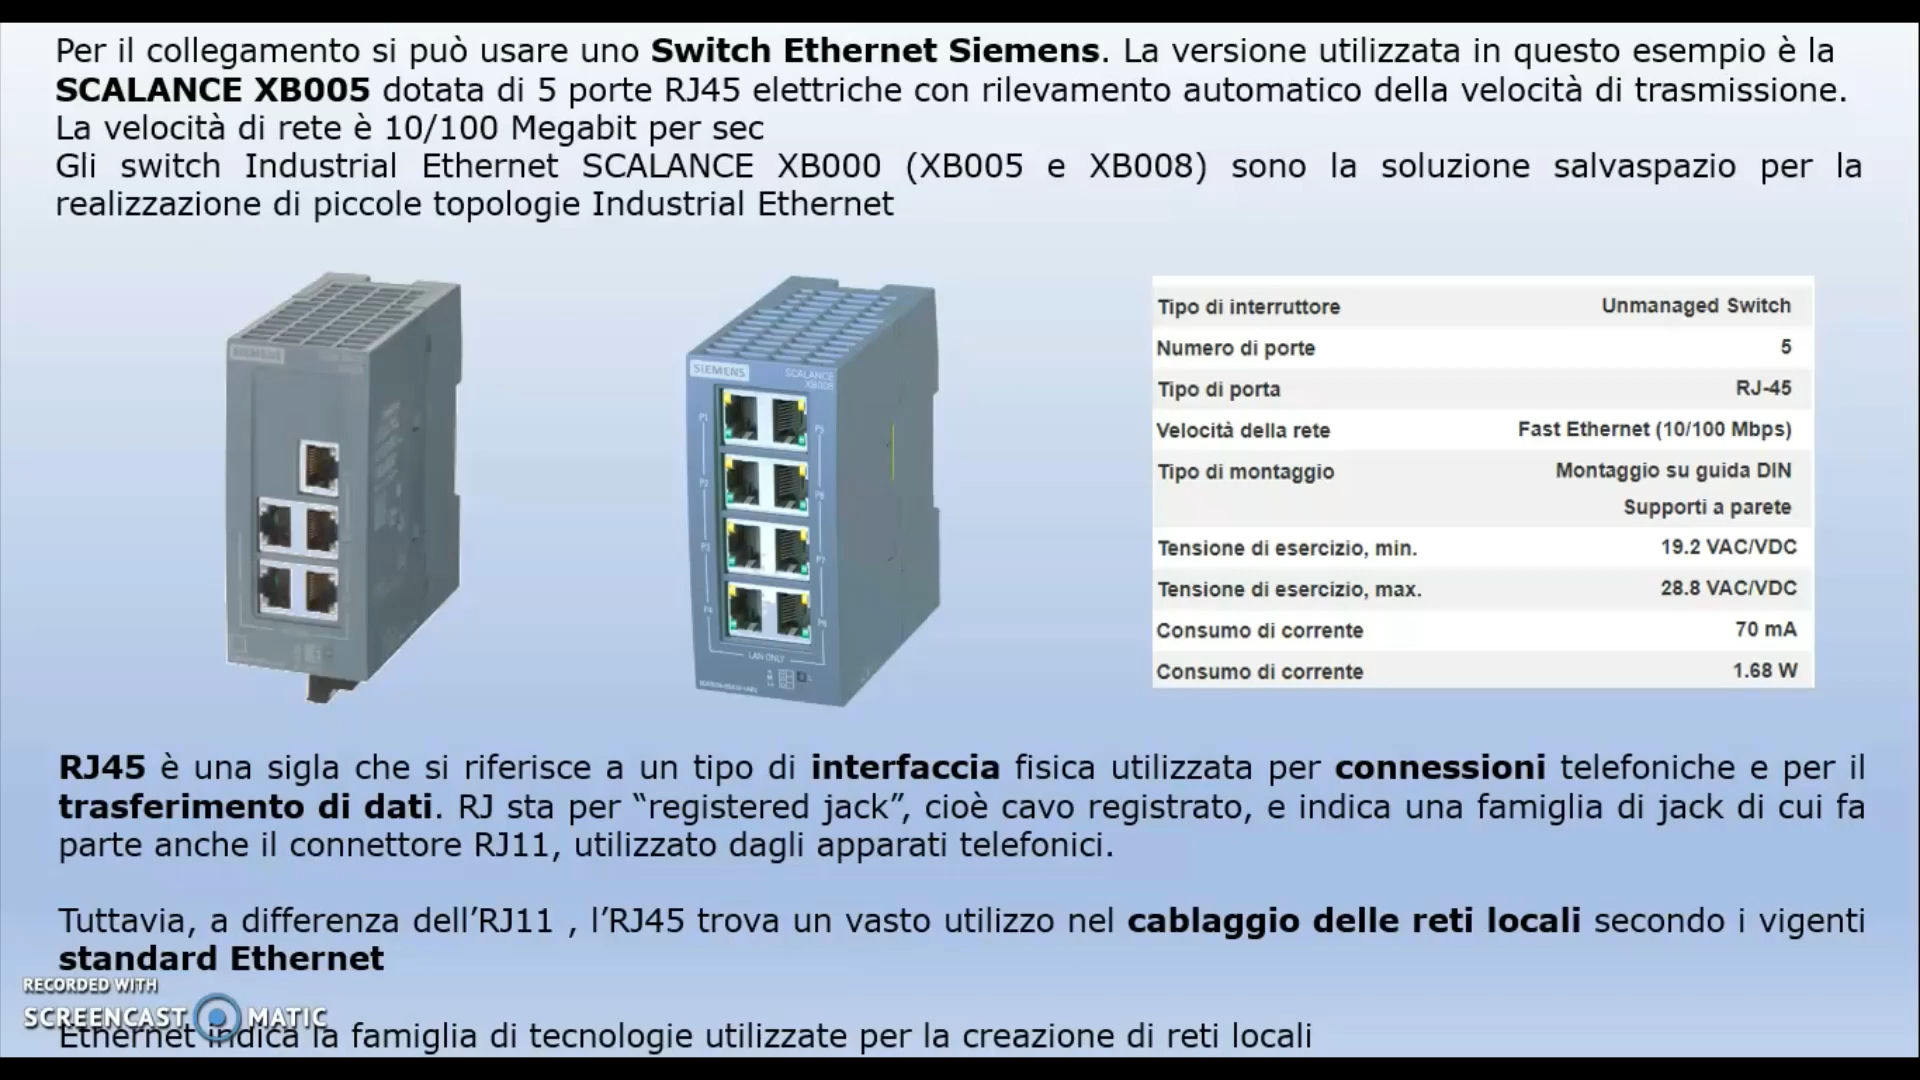 Per il collegamento si può usare uno Switch Ethernet Siemens. La versione utilizzata in questo esempio è la
SCALANCE XB005 dotata di 5 porte RJ45 elettriche con rilevamento automatico della velocità di trasmissione.
La velocità di rete è 10/100 Megabit per sec
Gli switch Industrial Ethernet SCALANCE XB000 (XB005 e XB008) sono la soluzione salvaspazio per la
realizzazione di piccole topologie Industrial Ethernet
SIEMENS
SIEMENS
SCALANCE
XB008
P1
P5
P2
P6
P3
P7
P4
P8
LAN ONLY
Tipo di interruttore Unmanaged Switch
Numero di porte 5
Tipo di porta RJ-45
Velocità della rete Fast Ethernet (10/100 Mbps)
Tipo di montaggio Montaggio su guida DIN
Supporti a parete
Tensione di esercizio, min. 19.2 VAC/VDC
Tensione di esercizio, max. 28.8 VAC/VDC
Consumo di corrente 70 mA
Consumo di corrente 1.68 W
RJ45 è una sigla che si riferisce a un tipo di interfaccia fisica utilizzata per connessioni telefoniche e per il
trasferimento di dati. RJ sta per “registered jack”, cioè cavo registrato, e indica una famiglia di jack di cui fa
parte anche il connettore RJ11, utilizzato dagli apparati telefonici.
Tuttavia, a differenza dell’RJ11 , l’RJ45 trova un vasto utilizzo nel cablaggio delle reti locali secondo i vigenti
standard Ethernet
RECORDED WITH
SCREENCAST MATIC
Ethernet indica la famiglia di tecnologie utilizzate per la creazione di reti locali